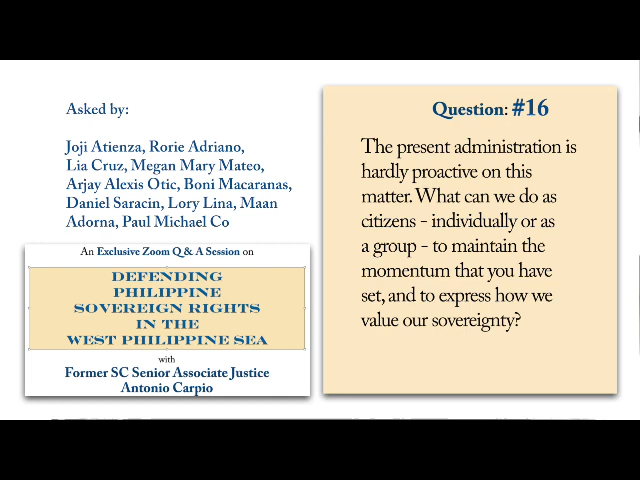 Asked by:
Joji Atienza, Rorie Adriano,
Lia Cruz, Megan Mary Mateo,
Arjay Alexis Otic, Boni Macaranas,
Daniel Saracin, Lory Lina, Maan
Adorna, Paul Michael Co
An Exclusive Zoom Q & A Session on
DEFENDING
PHILIPPINE
SOVEREIGN RIGHTS
IN THE
WEST PHILIPPINE SEA
with
Former SC Senior Associate Justice
Antonio Carpio
Question: #16
The present administration is
hardly proactive on this
matter. What can we do as
citizens - individually or as
a group - to maintain the
momentum that you have
set, and to express how we
value our sovereignty?